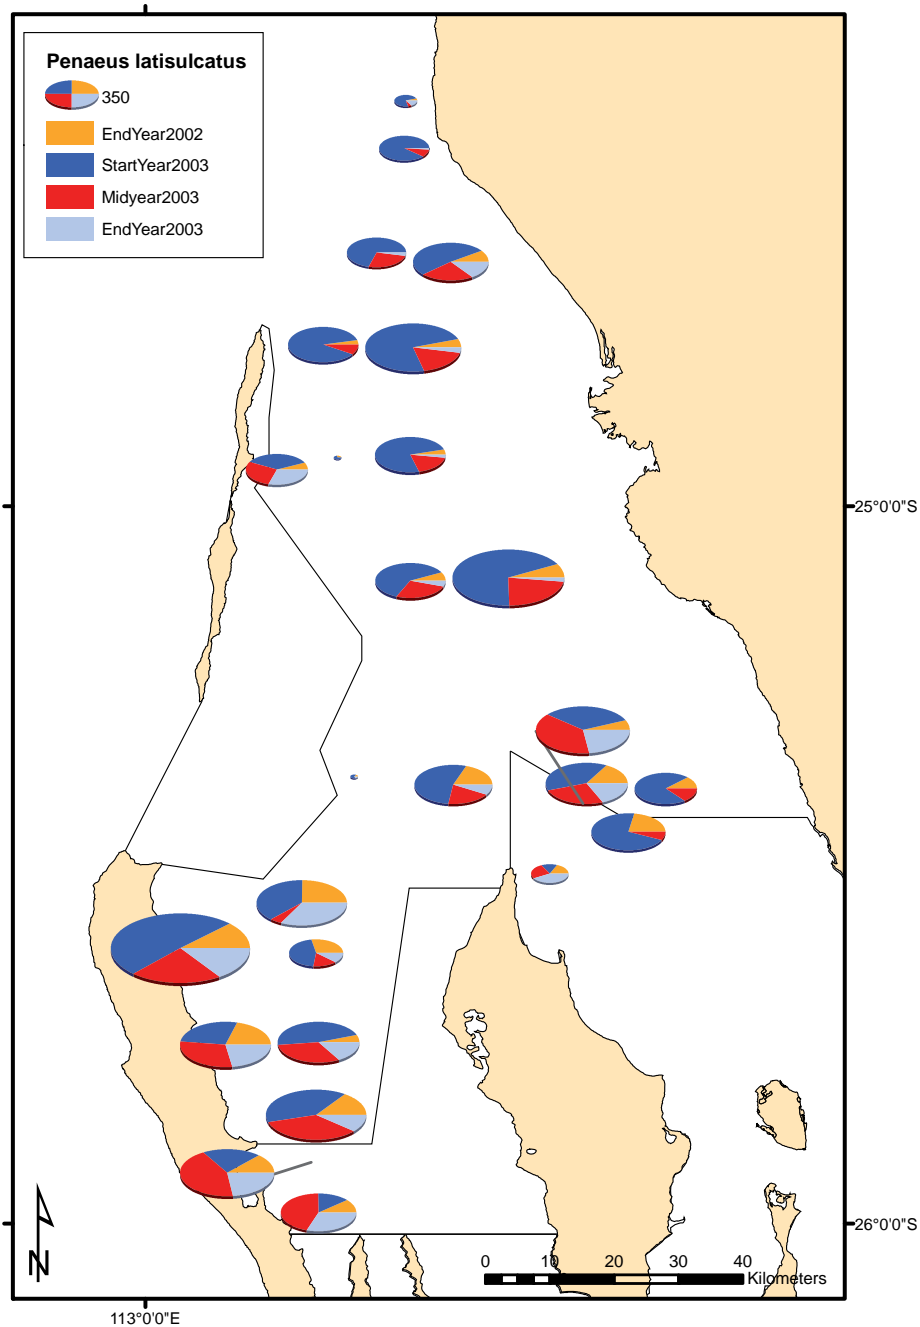 Penaeus latisulcatus
350
EndYear2002
StartYear2003
Midyear2003
EndYear2003
25°0'0"S
26°0'0"S
N
0 10 20 30 40
Kilometers
113°0'0"E